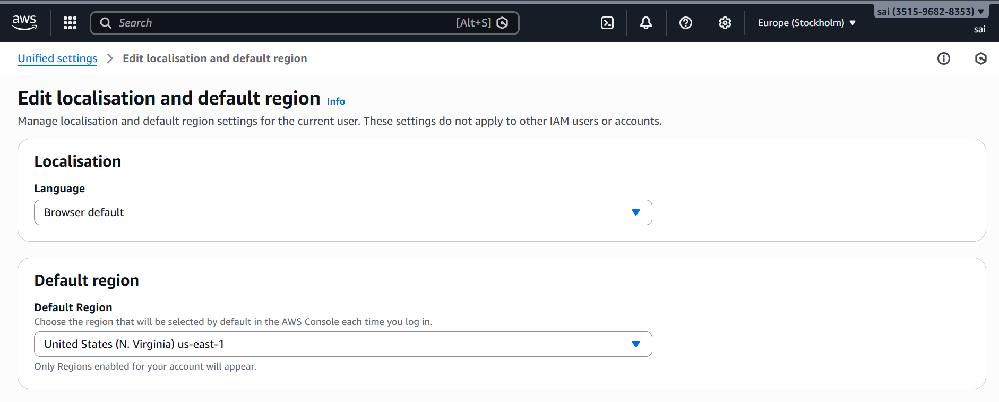 aws
Search [Alt+S]
Europe (Stockholm)
sai (3515-9682-8353)
sai
Unified settings
Edit localisation and default region
Edit localisation and default region Info
Manage localisation and default region settings for the current user. These settings do not apply to other IAM users or accounts.
Localisation
Language
Browser default
Default region
Default Region
Choose the region that will be selected by default in the AWS Console each time you log in.
United States (N. Virginia) us-east-1
Only Regions enabled for your account will appear.